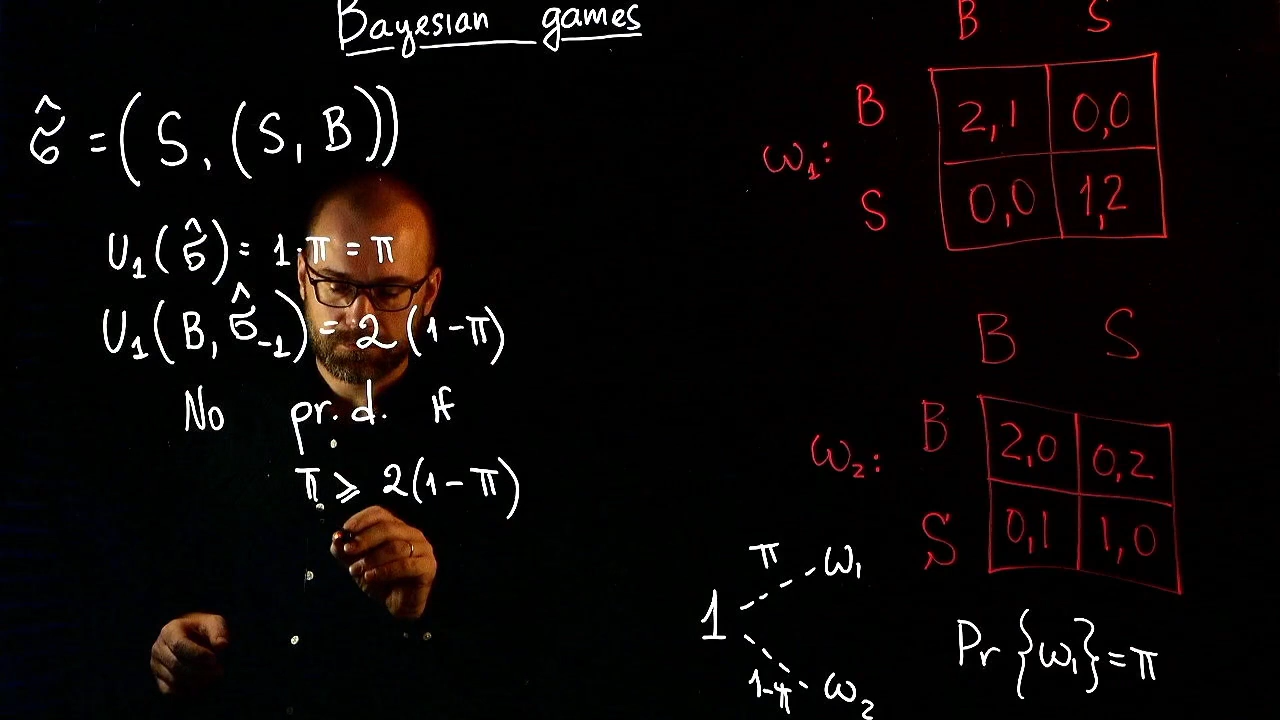 Bayesian games
σ̂ = (S, (S, B))
U₁(σ̂) = 1·π = π
U₁(B, σ̂₋₁) = 2(1-π)
No pr. d. if
π ⩾ 2(1-π)
B S
ω₁:
B 2,1 0,0
S 0,0 1,2
B S
ω₂:
B 2,0 0,2
S 0,1 1,0
1
π ω₁
1-π ω₂
Pr {ω₁} = π